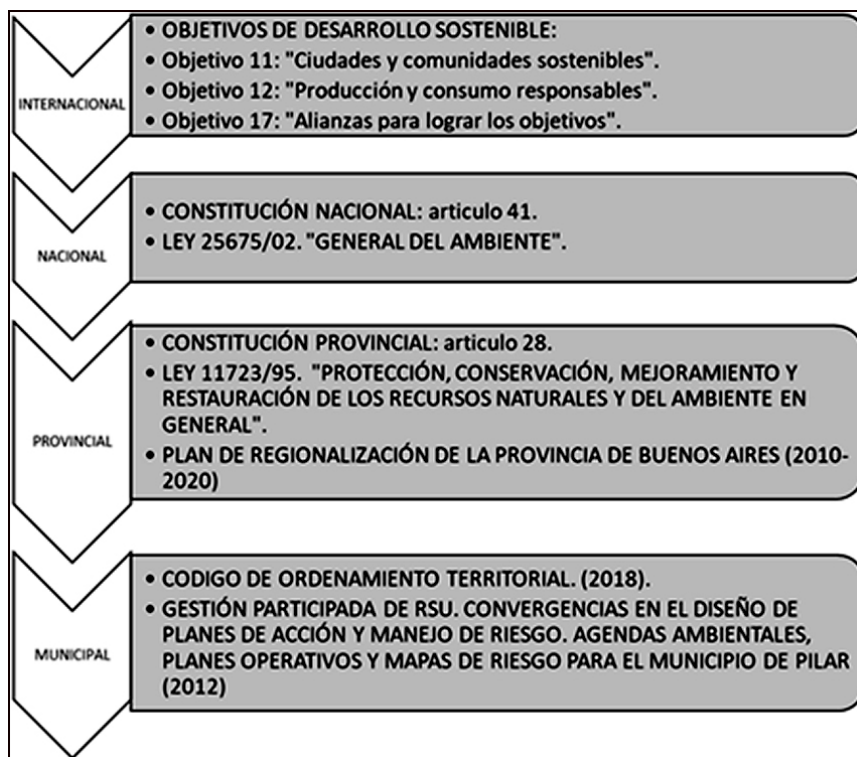 INTERNACIONAL
• OBJETIVOS DE DESARROLLO SOSTENIBLE:
• Objetivo 11: "Ciudades y comunidades sostenibles".
• Objetivo 12: "Producción y consumo responsables".
• Objetivo 17: "Alianzas para lograr los objetivos".
NACIONAL
• CONSTITUCIÓN NACIONAL: articulo 41.
• LEY 25675/02. "GENERAL DEL AMBIENTE".
PROVINCIAL
• CONSTITUCIÓN PROVINCIAL: articulo 28.
• LEY 11723/95. "PROTECCIÓN, CONSERVACIÓN, MEJORAMIENTO Y
RESTAURACIÓN DE LOS RECURSOS NATURALES Y DEL AMBIENTE EN
GENERAL".
• PLAN DE REGIONALIZACIÓN DE LA PROVINCIA DE BUENOS AIRES (2010-
2020)
MUNICIPAL
• CODIGO DE ORDENAMIENTO TERRITORIAL. (2018).
• GESTIÓN PARTICIPADA DE RSU. CONVERGENCIAS EN EL DISEÑO DE
PLANES DE ACCIÓN Y MANEJO DE RIESGO. AGENDAS AMBIENTALES,
PLANES OPERATIVOS Y MAPAS DE RIESGO PARA EL MUNICIPIO DE PILAR
(2012)